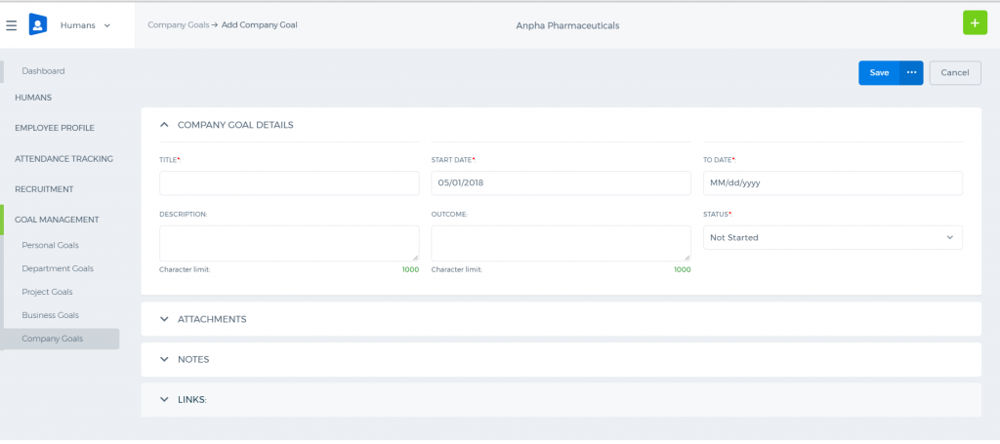 Humans
Company Goals → Add Company Goal
Anpha Pharmaceuticals
+
Dashboard
HUMANS
EMPLOYEE PROFILE
ATTENDANCE TRACKING
RECRUITMENT
GOAL MANAGEMENT
Personal Goals
Department Goals
Project Goals
Business Goals
Company Goals
Save ...
Cancel
COMPANY GOAL DETAILS
TITLE*:
START DATE*:
05/01/2018
TO DATE*:
MM/dd/yyyy
DESCRIPTION:
Character limit: 1000
OUTCOME:
Character limit: 1000
STATUS*:
Not Started
ATTACHMENTS
NOTES
LINKS: